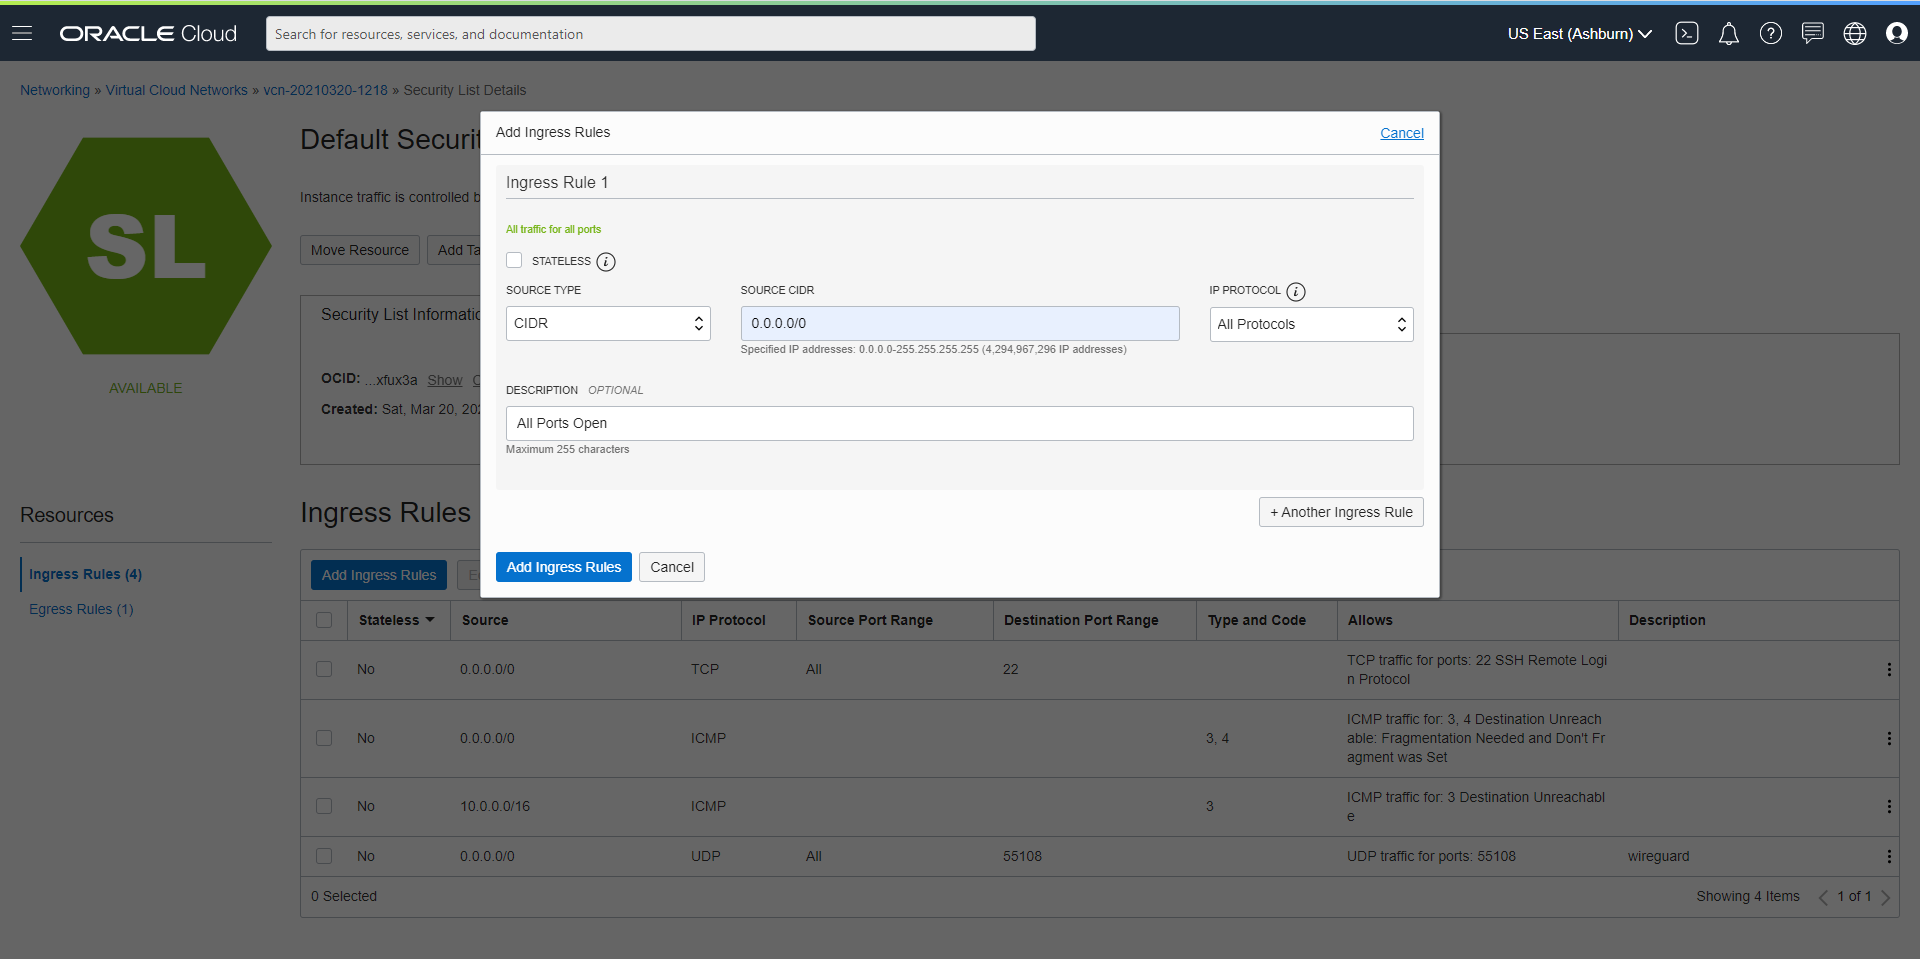 ORACLE Cloud
Search for resources, services, and documentation
US East (Ashburn)
Networking » Virtual Cloud Networks » vcn-20210320-1218 » Security List Details
SL
AVAILABLE
Default Securit
Instance traffic is controlled b
Move Resource
Add Ta
Security List Informatio
OCID: ...xfux3a Show
Created: Sat, Mar 20, 202
Add Ingress Rules
Cancel
Ingress Rule 1
All traffic for all ports
STATELESS
SOURCE TYPE
SOURCE CIDR
IP PROTOCOL
CIDR
0.0.0.0/0
All Protocols
Specified IP addresses: 0.0.0.0-255.255.255.255 (4,294,967,296 IP addresses)
DESCRIPTION OPTIONAL
All Ports Open
Maximum 255 characters
+ Another Ingress Rule
Add Ingress Rules
Cancel
Resources
Ingress Rules (4)
Egress Rules (1)
Ingress Rules
Add Ingress Rules
Stateless Source IP Protocol Source Port Range Destination Port Range Type and Code Allows Description
No 0.0.0.0/0 TCP All 22 TCP traffic for ports: 22 SSH Remote Logi
n Protocol
No 0.0.0.0/0 ICMP 3, 4 ICMP traffic for: 3, 4 Destination Unreach
able: Fragmentation Needed and Don't Fr
agment was Set
No 10.0.0.0/16 ICMP 3 ICMP traffic for: 3 Destination Unreachabl
e
No 0.0.0.0/0 UDP All 55108 UDP traffic for ports: 55108 wireguard
0 Selected
Showing 4 Items
1 of 1